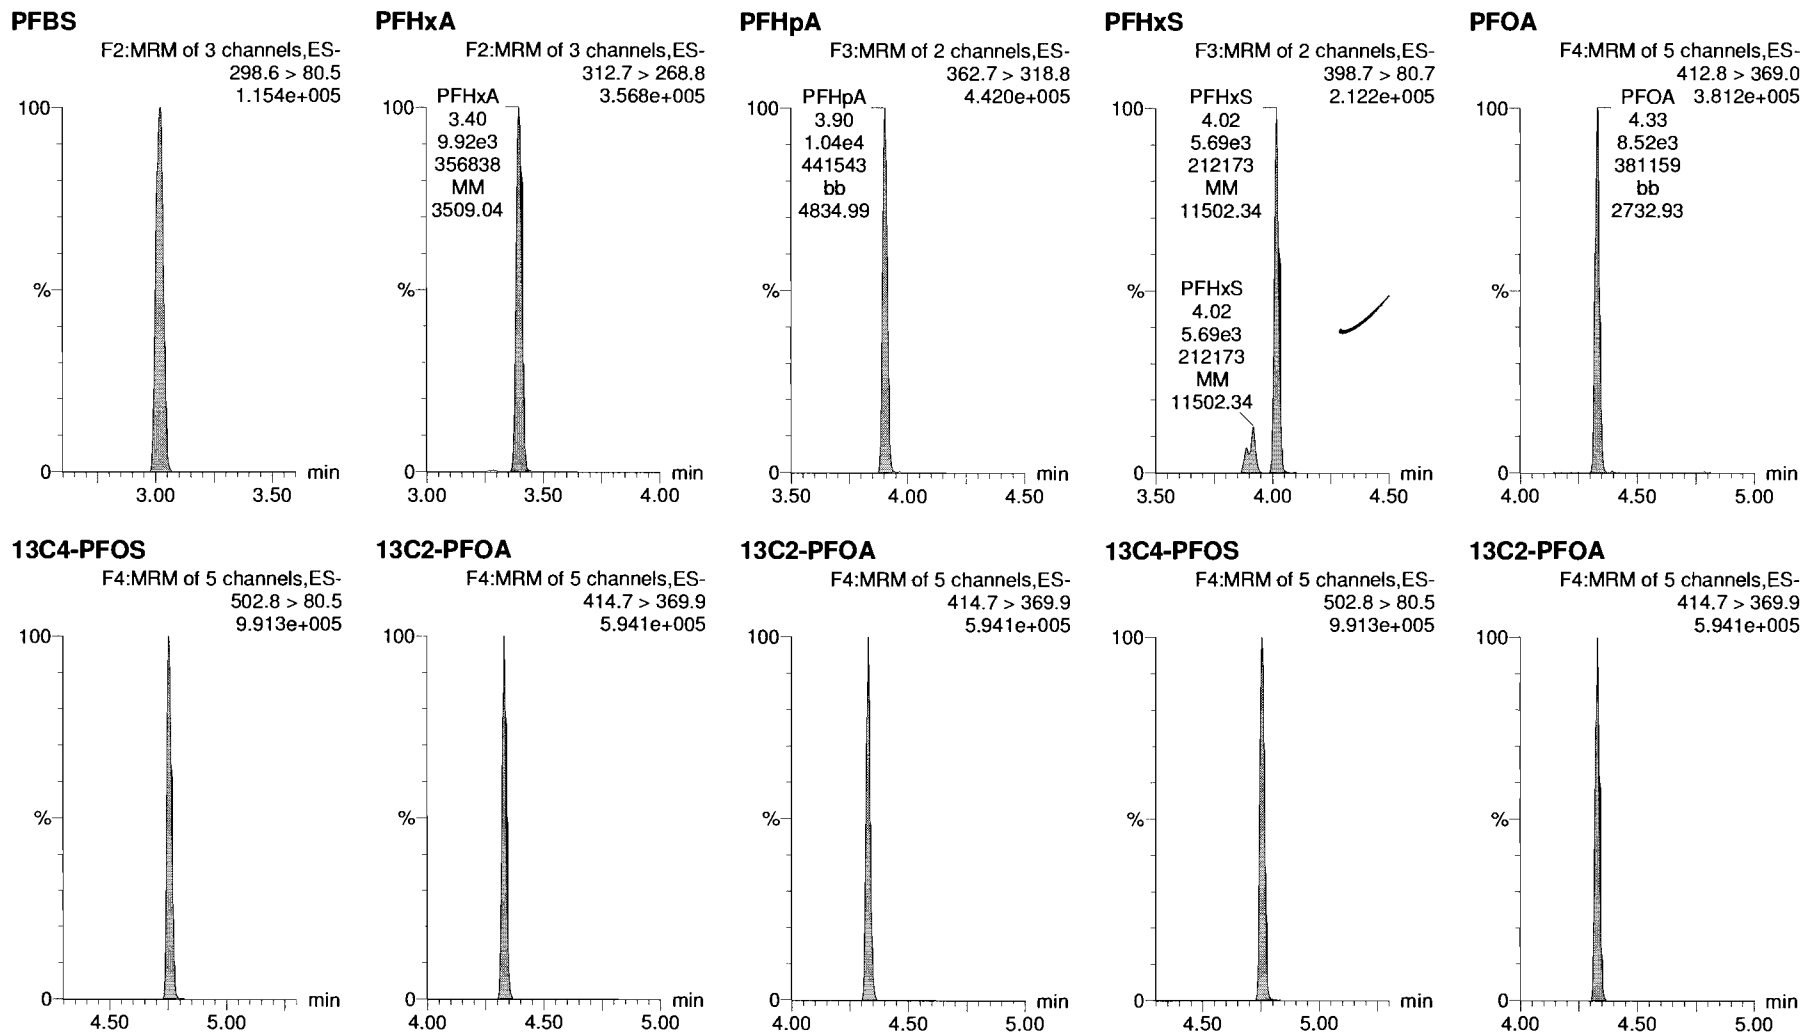 PFBS
F2:MRM of 3 channels,ES-
298.6 > 80.5
1.154e+005
100
%
0
3.00 3.50
min
PFHxA
F2:MRM of 3 channels,ES-
312.7 > 268.8
3.568e+005
PFHxA
3.40
9.92e3
356838
MM
3509.04
100
%
0
3.00 3.50 4.00
min
PFHpA
F3:MRM of 2 channels,ES-
362.7 > 318.8
4.420e+005
PFHpA
3.90
1.04e4
441543
bb
4834.99
100
%
0
3.50 4.00 4.50
min
PFHxS
F3:MRM of 2 channels,ES-
398.7 > 80.7
2.122e+005
PFHxS
4.02
5.69e3
212173
MM
11502.34
PFHxS
4.02
5.69e3
212173
MM
11502.34
100
%
0
3.50 4.00 4.50
min
PFOA
F4:MRM of 5 channels,ES-
412.8 > 369.0
3.812e+005
PFOA
4.33
8.52e3
381159
bb
2732.93
100
%
0
4.00 4.50 5.00
min
13C4-PFOS
F4:MRM of 5 channels,ES-
502.8 > 80.5
9.913e+005
100
%
0
4.50 5.00
min
13C2-PFOA
F4:MRM of 5 channels,ES-
414.7 > 369.9
5.941e+005
100
%
0
4.00 4.50 5.00
min
13C2-PFOA
F4:MRM of 5 channels,ES-
414.7 > 369.9
5.941e+005
100
%
0
4.00 4.50 5.00
min
13C4-PFOS
F4:MRM of 5 channels,ES-
502.8 > 80.5
9.913e+005
100
%
0
4.50 5.00
min
13C2-PFOA
F4:MRM of 5 channels,ES-
414.7 > 369.9
5.941e+005
100
%
0
4.00 4.50 5.00
min